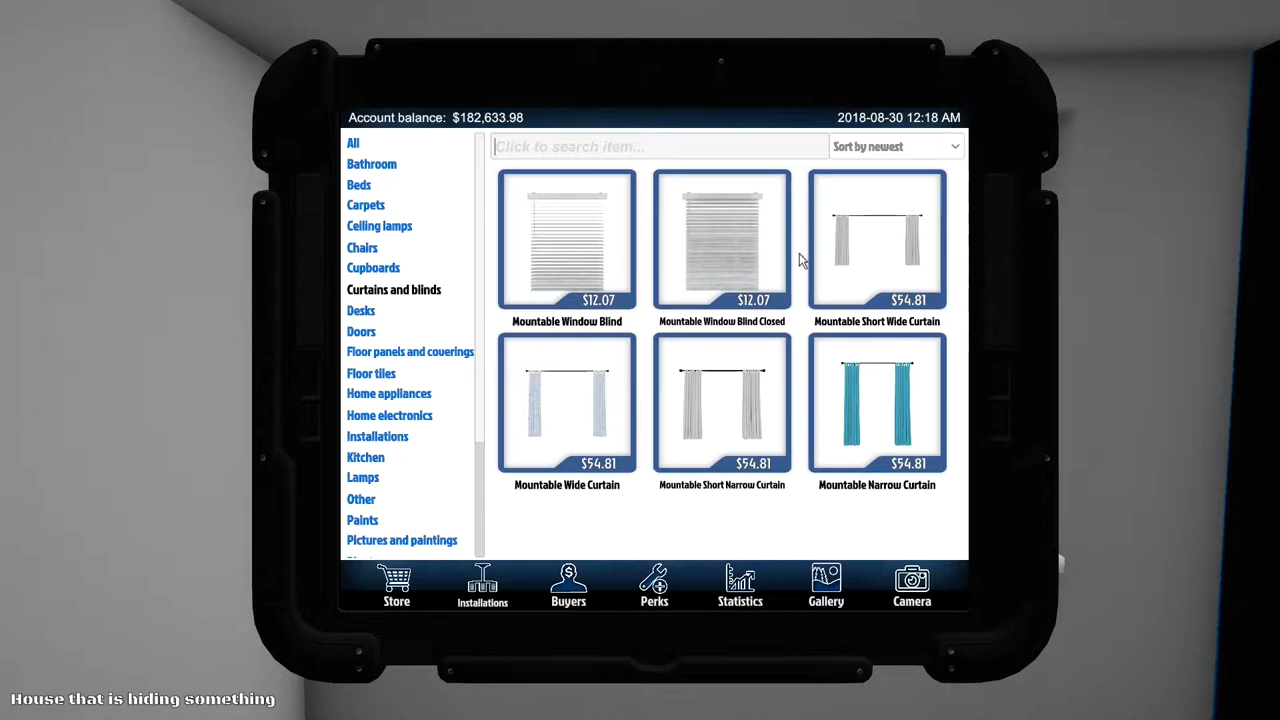 Account balance: $182,633.98
2018-08-30 12:18 AM
All
Bathroom
Beds
Carpets
Ceiling lamps
Chairs
Cupboards
Curtains and blinds
Desks
Doors
Floor panels and coverings
Floor tiles
Home appliances
Home electronics
Installations
Kitchen
Lamps
Other
Paints
Pictures and paintings
Click to search item...
Sort by newest
$12.07
$12.07
$54.81
Mountable Window Blind
Mountable Window Blind Closed
Mountable Short Wide Curtain
$54.81
$54.81
$54.81
Mountable Wide Curtain
Mountable Short Narrow Curtain
Mountable Narrow Curtain
Store
Installations
Buyers
Perks
Statistics
Gallery
Camera
House that is hiding something